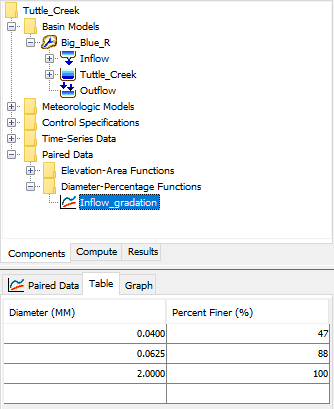 Tuttle_Creek
Basin Models
Big_Blue_R
Inflow
Tuttle_Creek
Outflow
Meteorologic Models
Control Specifications
Time-Series Data
Paired Data
Elevation-Area Functions
Diameter-Percentage Functions
Inflow_gradation
Components Compute Results
Paired Data Table Graph
Diameter (MM) Percent Finer (%)
0.0400 47
0.0625 88
2.0000 100